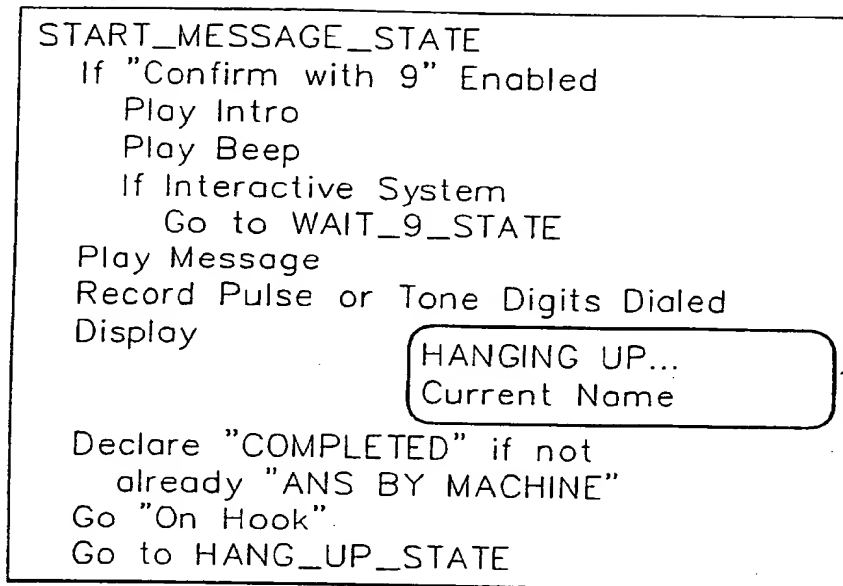 START_MESSAGE_STATE
If "Confirm with 9" Enabled
Play Intro
Play Beep
If Interactive System
Go to WAIT_9_STATE
Play Message
Record Pulse or Tone Digits Dialed
Display
HANGING UP...
Current Name
Declare "COMPLETED" if not
already "ANS BY MACHINE"
Go "On Hook"
Go to HANG_UP_STATE